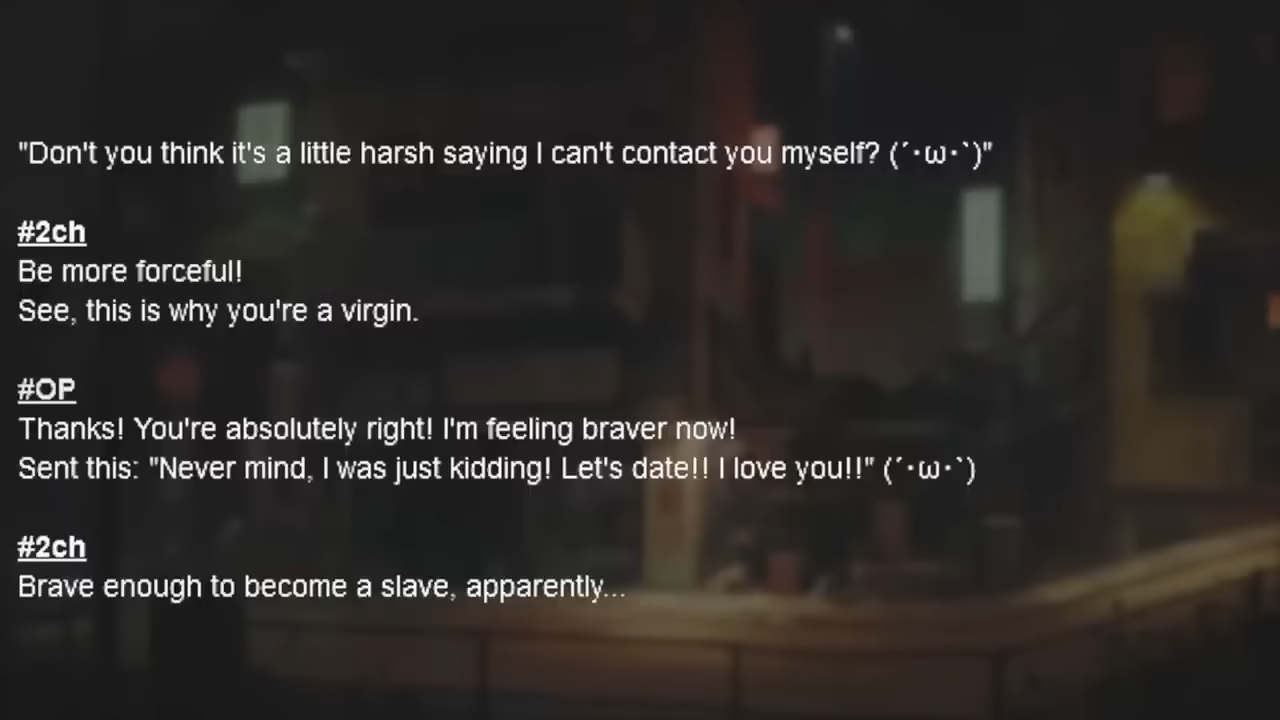 "Don't you think it's a little harsh saying I can't contact you myself? (´･ω･`)"
#2ch
Be more forceful!
See, this is why you're a virgin.
#OP
Thanks! You're absolutely right! I'm feeling braver now!
Sent this: "Never mind, I was just kidding! Let's date!! I love you!!" (´･ω･`)
#2ch
Brave enough to become a slave, apparently...